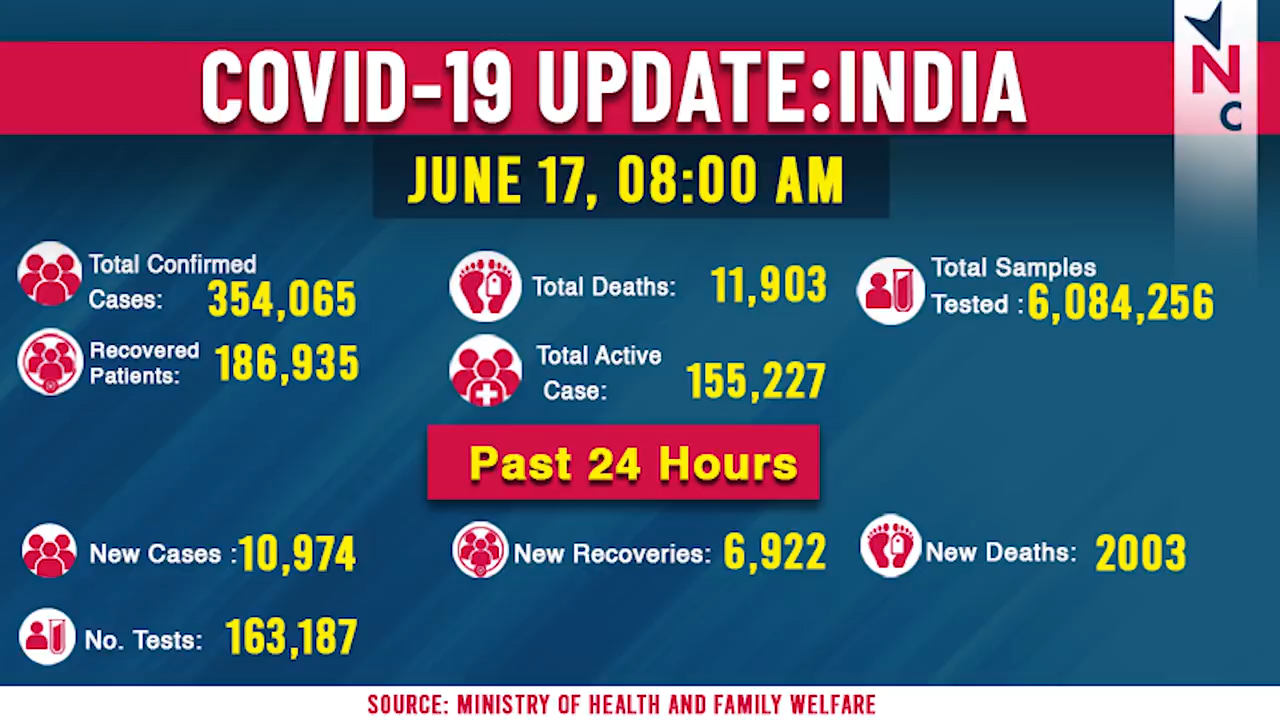 COVID-19 UPDATE:INDIA
N
C
JUNE 17, 08:00 AM
Total Confirmed
Cases: 354,065
Total Deaths: 11,903
Total Samples
Tested : 6,084,256
Recovered
Patients: 186,935
Total Active
Case: 155,227
Past 24 Hours
New Cases : 10,974
New Recoveries: 6,922
New Deaths: 2003
No. Tests: 163,187
SOURCE: MINISTRY OF HEALTH AND FAMILY WELFARE